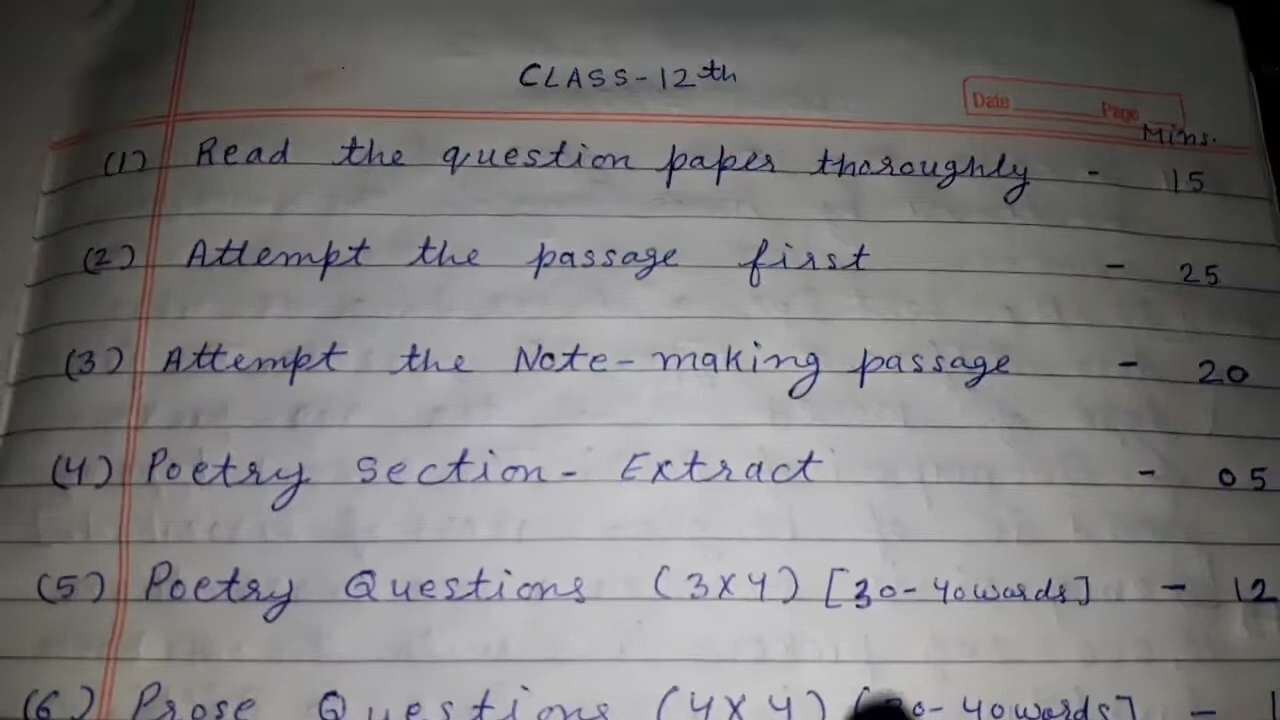 CLASS-12th
Date Page
Mins.
(1) Read the question paper thoroughly - 15
(2) Attempt the passage first - 25
(3) Attempt the Note-making passage - 20
(4) Poetry section- Extract - 05
(5) Poetry Questions (3x4) [30-40words] - 12
(6) Prose Questions (4x4) 0-40words] -